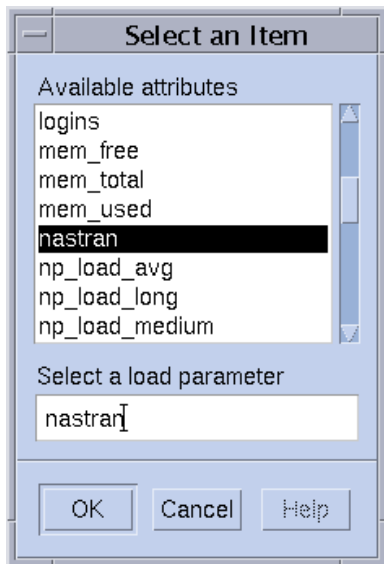 Select an Item
Available attributes
logins
mem_free
mem_total
mem_used
nastran
np_load_avg
np_load_long
np_load_medium
Select a load parameter
nastran
OK Cancel Help